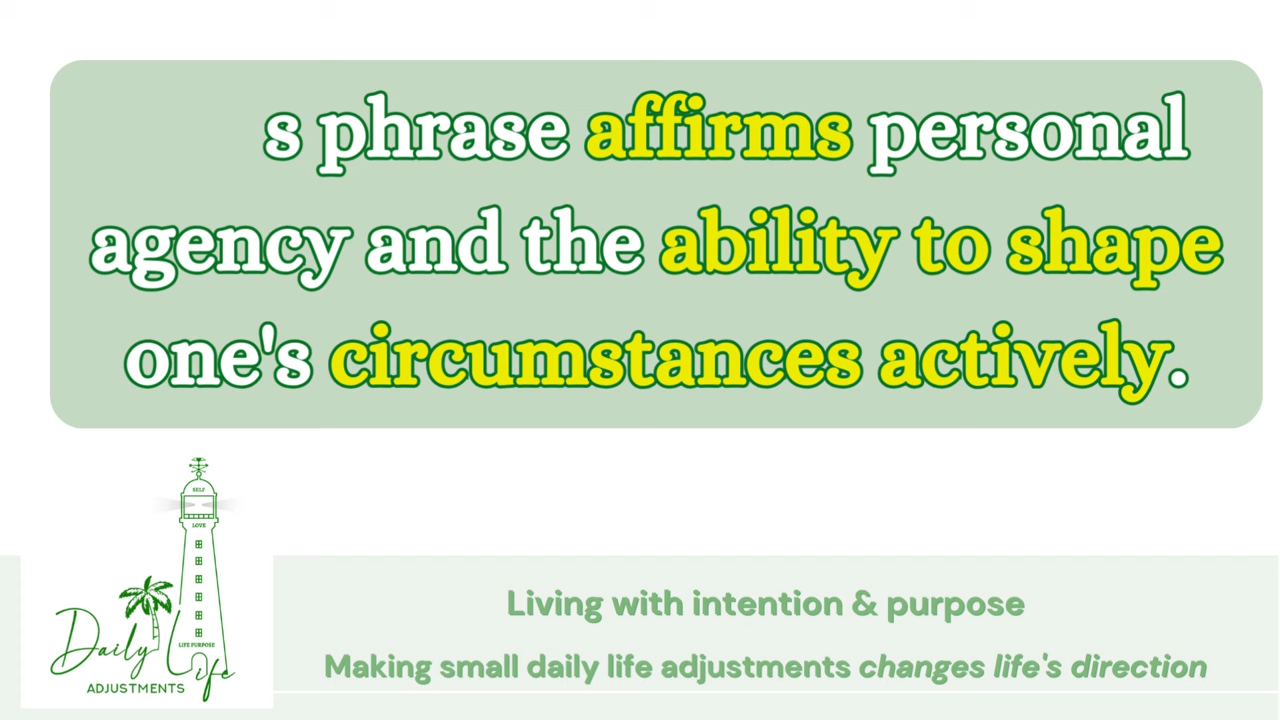 s phrase affirms personal
agency and the ability to shape
one's circumstances actively.
SELF
LOVE
LIFE PURPOSE
Daily Life
ADJUSTMENTS
Living with intention & purpose
Making small daily life adjustments changes life's direction